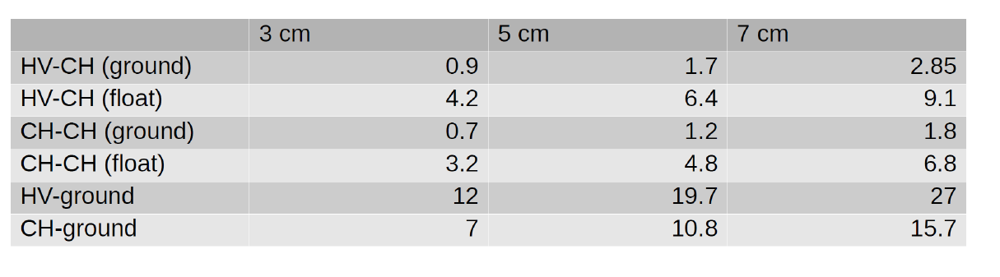 3 cm 5 cm 7 cm
HV-CH (ground) 0.9 1.7 2.85
HV-CH (float) 4.2 6.4 9.1
CH-CH (ground) 0.7 1.2 1.8
CH-CH (float) 3.2 4.8 6.8
HV-ground 12 19.7 27
CH-ground 7 10.8 15.7